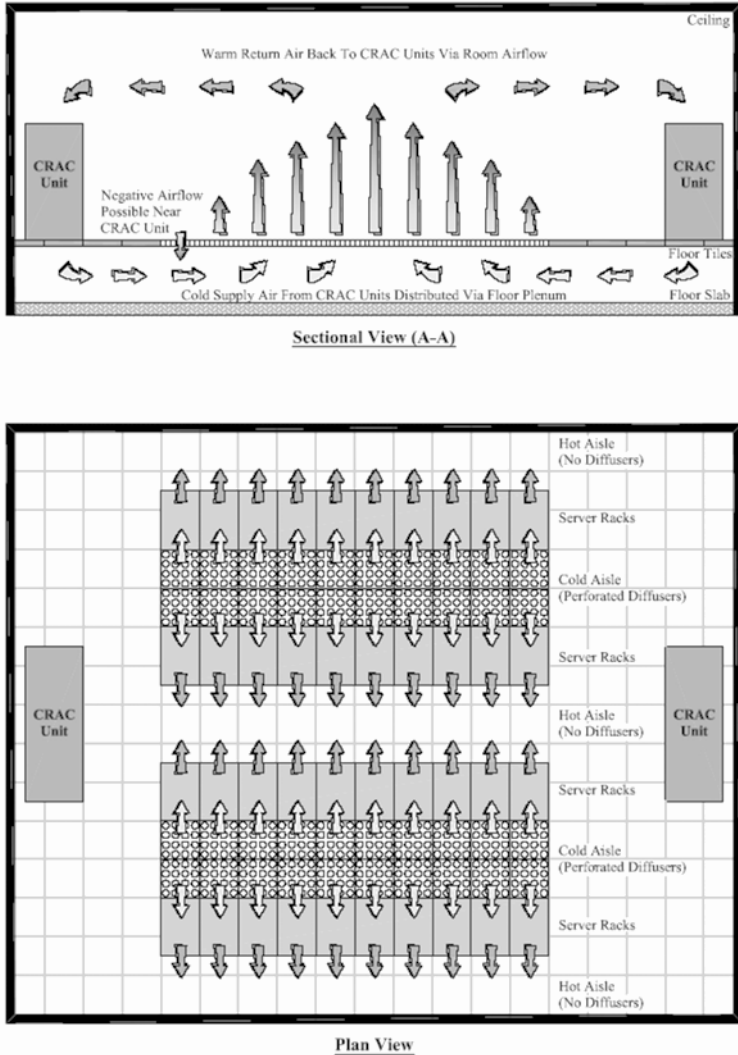 Ceiling
Warm Return Air Back To CRAC Units Via Room Airflow
CRAC
Unit
CRAC
Unit
Negative Airflow
Possible Near
CRAC Unit
Floor Tiles
Cold Supply Air From CRAC Units Distributed Via Floor Plenum
Floor Slab
Sectional View (A-A)
Hot Aisle
(No Diffusers)
Server Racks
Cold Aisle
(Perforated Diffusers)
Server Racks
CRAC
Unit
Hot Aisle
(No Diffusers)
CRAC
Unit
Server Racks
Cold Aisle
(Perforated Diffusers)
Server Racks
Hot Aisle
(No Diffusers)
Plan View